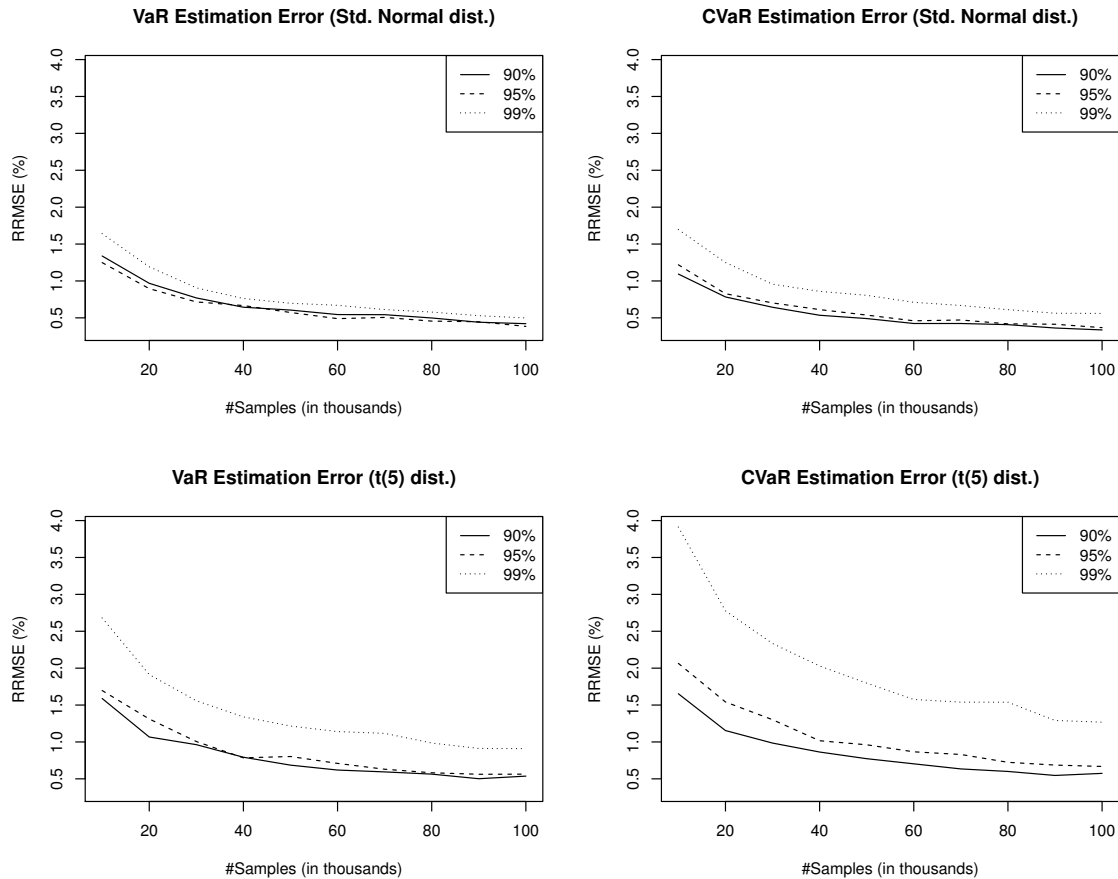 VaR Estimation Error (Std. Normal dist.)
4.0
3.5
3.0
2.5
2.0
1.5
1.0
0.5
RRMSE (%)
90%
95%
99%
20 40 60 80 100
#Samples (in thousands)
CVaR Estimation Error (Std. Normal dist.)
4.0
3.5
3.0
2.5
2.0
1.5
1.0
0.5
RRMSE (%)
90%
95%
99%
20 40 60 80 100
#Samples (in thousands)
VaR Estimation Error (t(5) dist.)
4.0
3.5
3.0
2.5
2.0
1.5
1.0
0.5
RRMSE (%)
90%
95%
99%
20 40 60 80 100
#Samples (in thousands)
CVaR Estimation Error (t(5) dist.)
4.0
3.5
3.0
2.5
2.0
1.5
1.0
0.5
RRMSE (%)
90%
95%
99%
20 40 60 80 100
#Samples (in thousands)